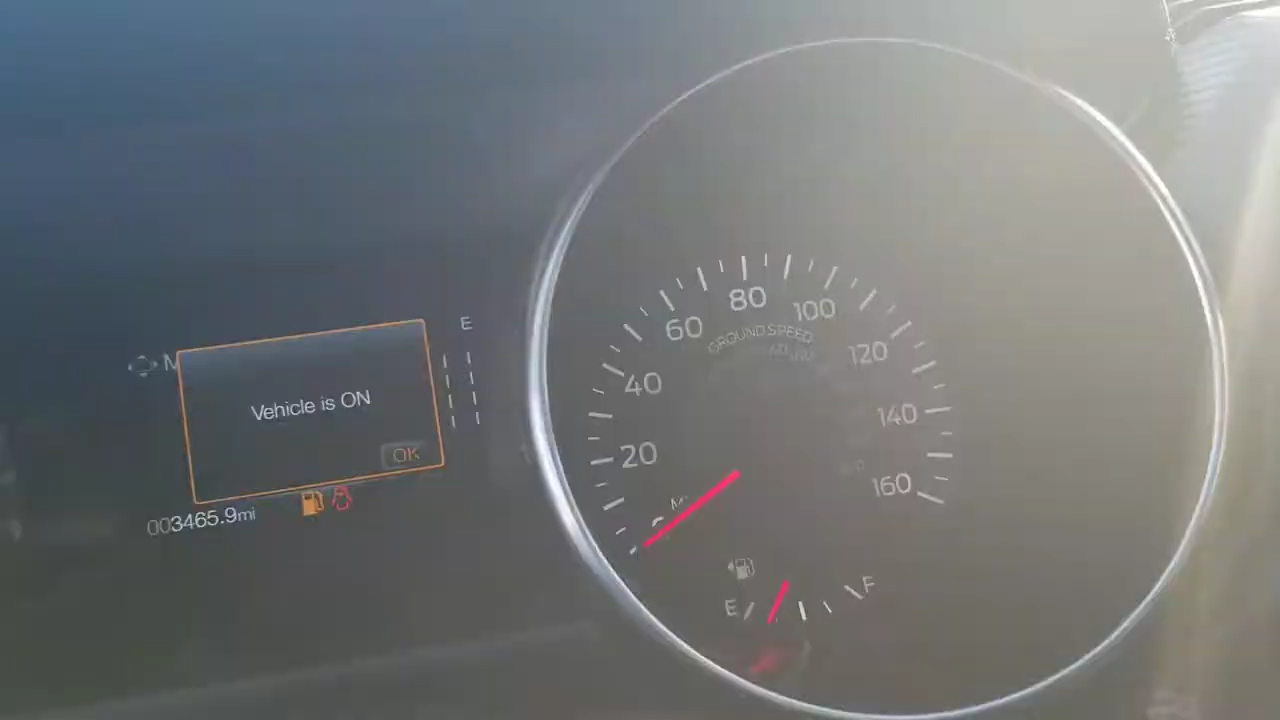 E
Vehicle is ON
OK
003465.9mi
20
40
60
80
100
120
140
160
GROUND SPEED
E
F